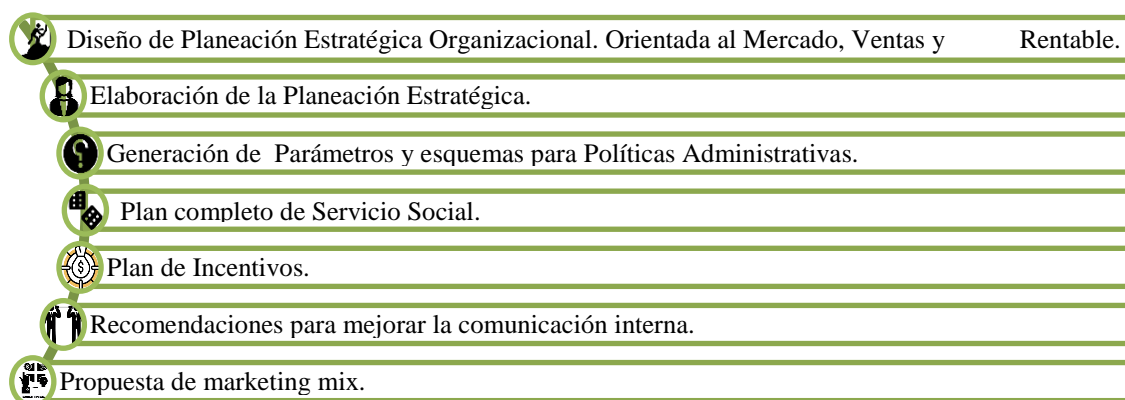 Diseño de Planeación Estratégica Organizacional. Orientada al Mercado, Ventas y Rentable.
Elaboración de la Planeación Estratégica.
Generación de Parámetros y esquemas para Políticas Administrativas.
Plan completo de Servicio Social.
Plan de Incentivos.
Recomendaciones para mejorar la comunicación interna.
Propuesta de marketing mix.